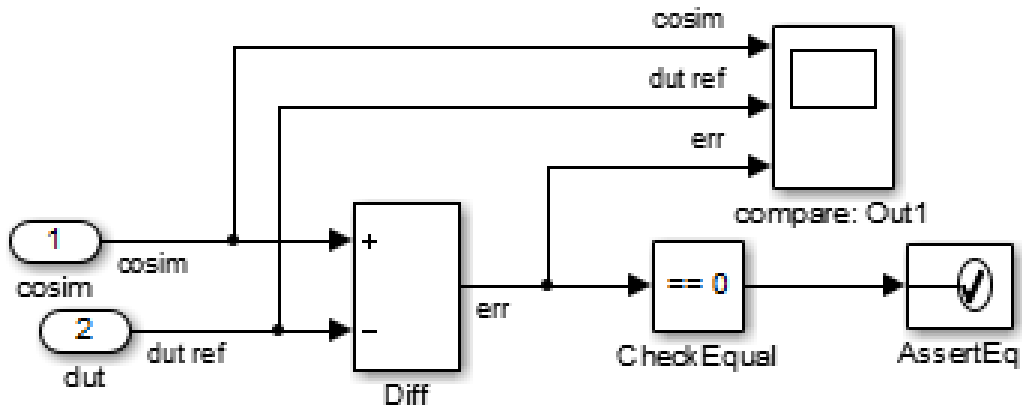 cosim
dut ref
err
compare: Out1
1
cosim
cosim
2
dut ref
dut
+
−
Diff
err
== 0
CheckEqual
AssertEq